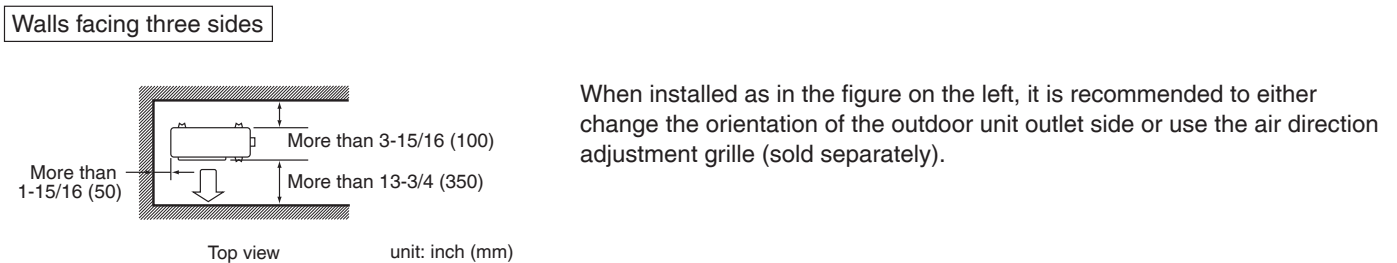 Walls facing three sides
When installed as in the figure on the left, it is recommended to either
change the orientation of the outdoor unit outlet side or use the air direction
adjustment grille (sold separately).
More than 3-15/16 (100)
More than
1-15/16 (50)
More than 13-3/4 (350)
Top view
unit: inch (mm)